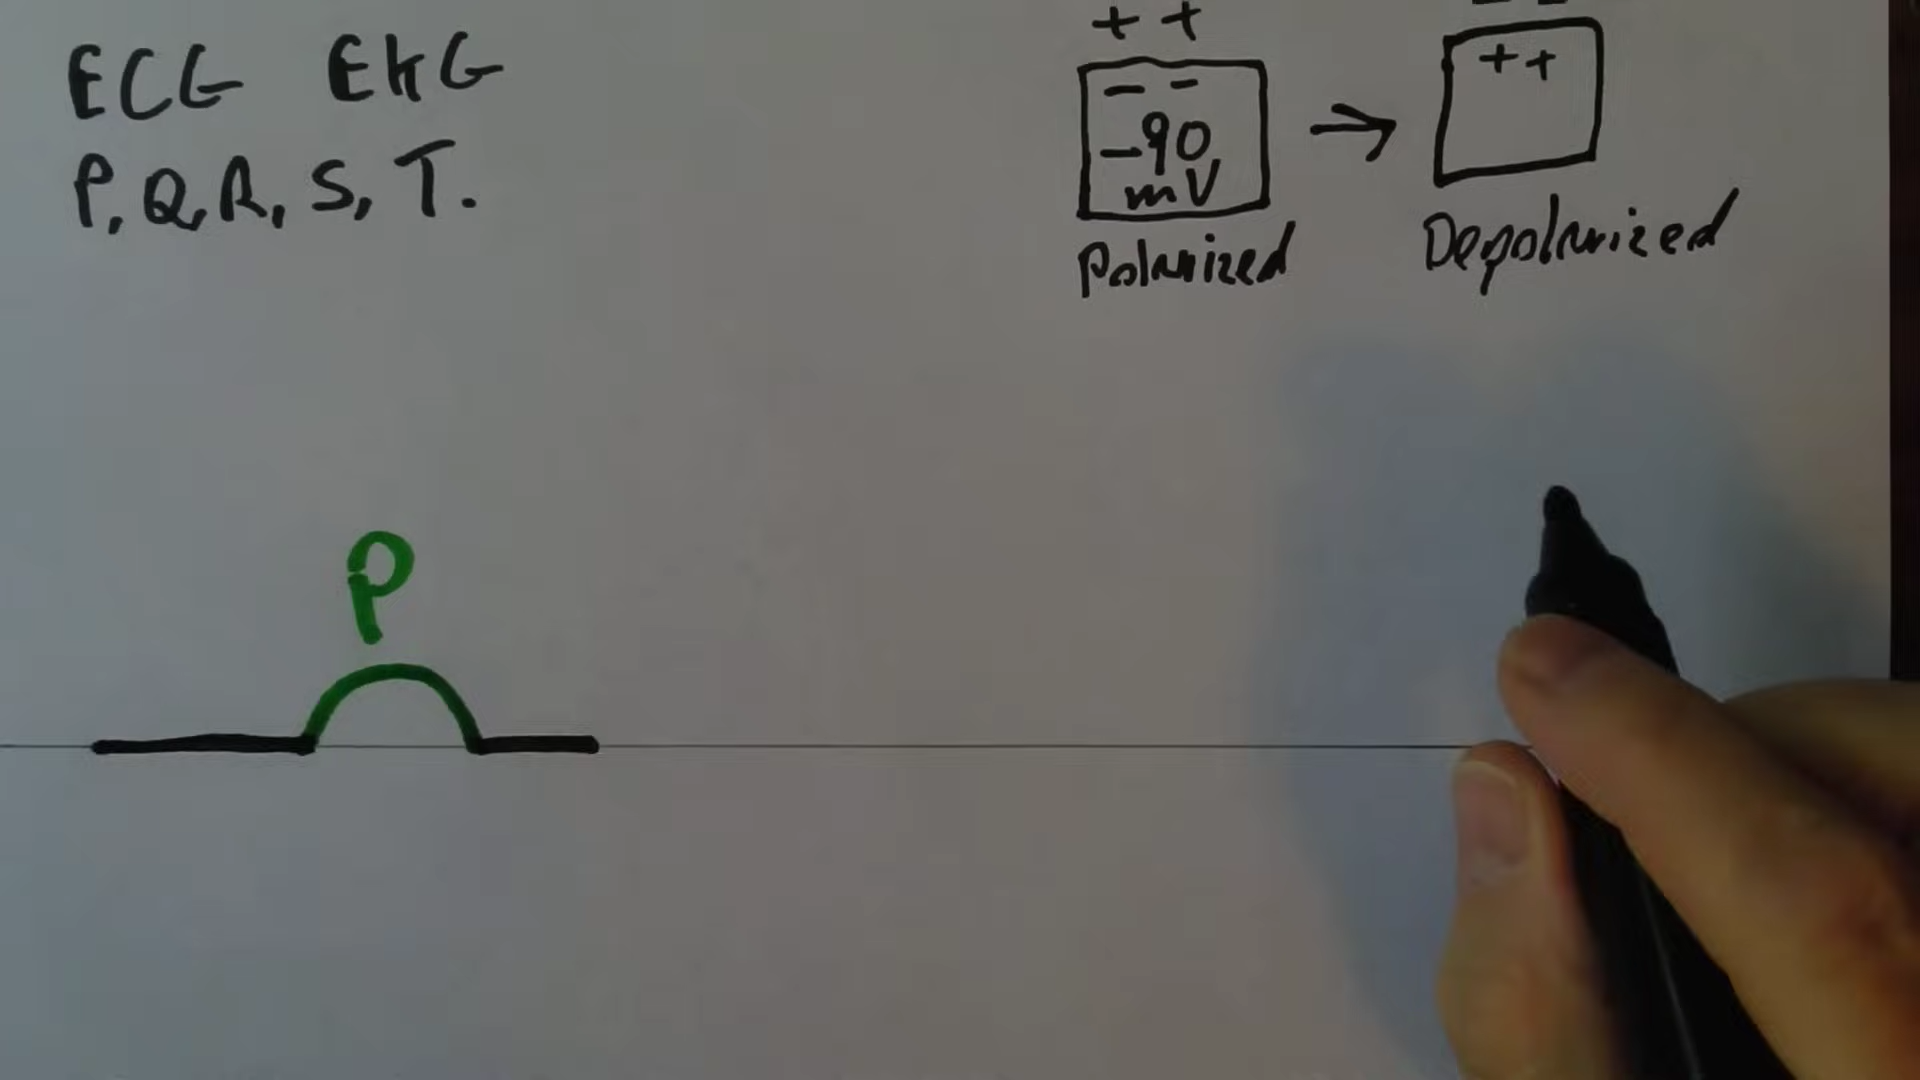 ECG EKG
P, Q, R, S, T.
+ +
- -
-90
mV
Polarized
→
- -
+ +
Depolarized
P